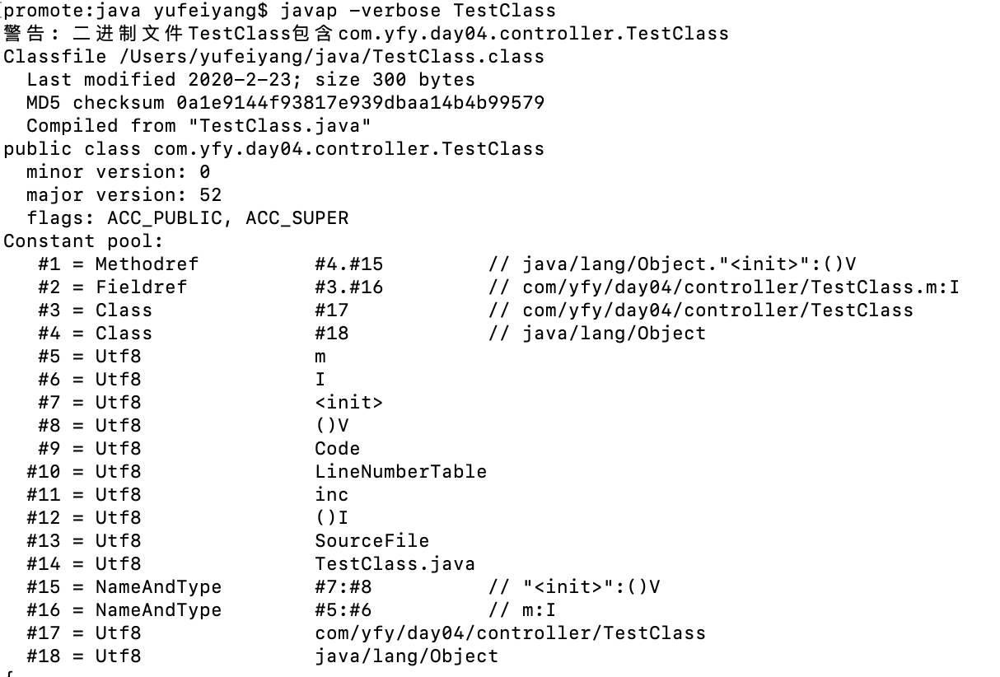 promote:java yufeiyang$ javap -verbose TestClass
警告: 二进制文件TestClass包含com.yfy.day04.controller.TestClass
Classfile /Users/yufeiyang/java/TestClass.class
  Last modified 2020-2-23; size 300 bytes
  MD5 checksum 0a1e9144f93817e939dbaa14b4b99579
  Compiled from "TestClass.java"
public class com.yfy.day04.controller.TestClass
  minor version: 0
  major version: 52
  flags: ACC_PUBLIC, ACC_SUPER
Constant pool:
   #1 = Methodref          #4.#15         // java/lang/Object."<init>":()V
   #2 = Fieldref           #3.#16         // com/yfy/day04/controller/TestClass.m:I
   #3 = Class              #17            // com/yfy/day04/controller/TestClass
   #4 = Class              #18            // java/lang/Object
   #5 = Utf8               m
   #6 = Utf8               I
   #7 = Utf8               <init>
   #8 = Utf8               ()V
   #9 = Utf8               Code
  #10 = Utf8               LineNumberTable
  #11 = Utf8               inc
  #12 = Utf8               ()I
  #13 = Utf8               SourceFile
  #14 = Utf8               TestClass.java
  #15 = NameAndType        #7:#8          // "<init>":()V
  #16 = NameAndType        #5:#6          // m:I
  #17 = Utf8               com/yfy/day04/controller/TestClass
  #18 = Utf8               java/lang/Object
{